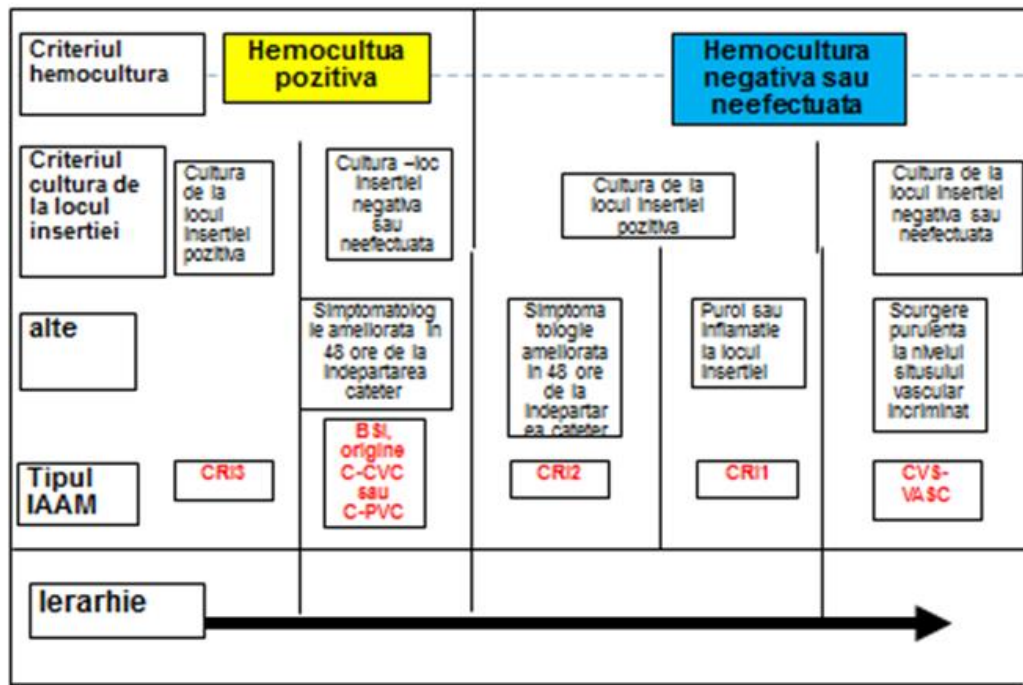 Criteriul
hemocultura
Hemocultua
pozitiva
Hemocultura
negativa sau
neefectuata
Criteriul
cultura de
la locul
insertiei
Cultura
de la
locul
insertiei
pozitiva
Cultura –loc
insertiei
negativa
sau
neefectuata
Cultura de la
locul insertiei
pozitiva
Cultura de la
locul insertiei
negativa sau
neefectuata
alte
Simptomatolog
ie ameliorata in
48 ore de la
indepartarea
cateter
Simptoma
tologie
ameliorata
in 48 ore
de la
indepartar
ea cateter
Puroi sau
inflamatie
la locul
insertiei
Scurgere
purulenta
la nivelul
situsului
vascular
incriminat
Tipul
IAAM
CRI3
BSI,
origine
C-CVC
sau
C-PVC
CRI2
CRI1
CVS-
VASC
Ierarhie